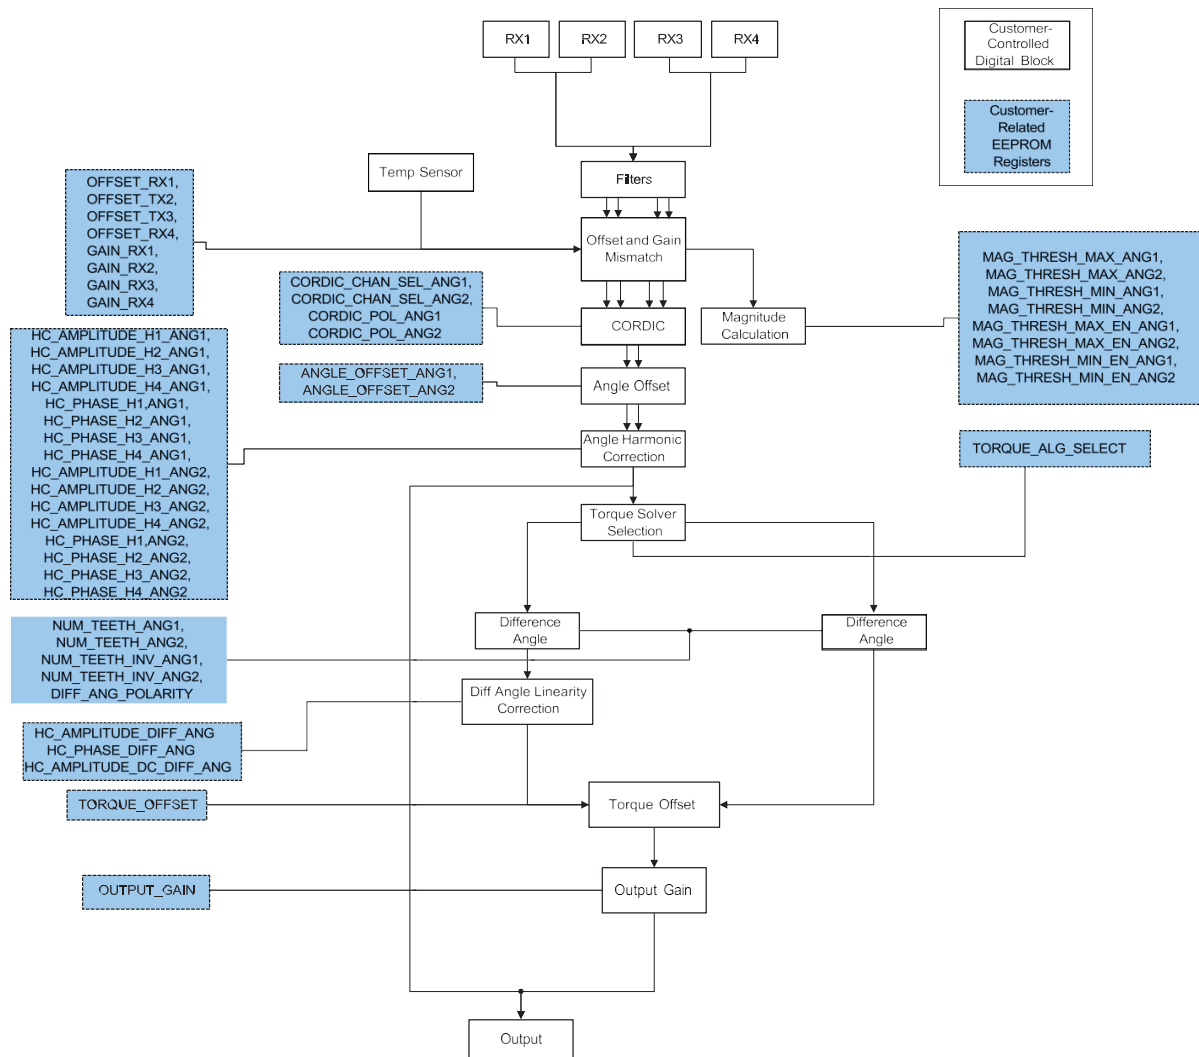 RX1
RX2
RX3
RX4
Customer-
Controlled
Digital Block
Customer-
Related
EEPROM
Registers
Temp Sensor
Filters
OFFSET_RX1,
OFFSET_TX2,
OFFSET_TX3,
OFFSET_RX4,
GAIN_RX1,
GAIN_RX2,
GAIN_RX3,
GAIN_RX4
Offset and Gain
Mismatch
MAG_THRESH_MAX_ANG1,
MAG_THRESH_MAX_ANG2,
MAG_THRESH_MIN_ANG1,
MAG_THRESH_MIN_ANG2,
MAG_THRESH_MAX_EN_ANG1,
MAG_THRESH_MAX_EN_ANG2,
MAG_THRESH_MIN_EN_ANG1,
MAG_THRESH_MIN_EN_ANG2
CORDIC_CHAN_SEL_ANG1,
CORDIC_CHAN_SEL_ANG2,
CORDIC_POL_ANG1
CORDIC_POL_ANG2
CORDIC
Magnitude
Calculation
ANGLE_OFFSET_ANG1,
ANGLE_OFFSET_ANG2
Angle Offset
HC_AMPLITUDE_H1_ANG1,
HC_AMPLITUDE_H2_ANG1,
HC_AMPLITUDE_H3_ANG1,
HC_AMPLITUDE_H4_ANG1,
HC_PHASE_H1,ANG1,
HC_PHASE_H2_ANG1,
HC_PHASE_H3_ANG1,
HC_PHASE_H4_ANG1,
HC_AMPLITUDE_H1_ANG2,
HC_AMPLITUDE_H2_ANG2,
HC_AMPLITUDE_H3_ANG2,
HC_AMPLITUDE_H4_ANG2,
HC_PHASE_H1,ANG2,
HC_PHASE_H2_ANG2,
HC_PHASE_H3_ANG2,
HC_PHASE_H4_ANG2
Angle Harmonic
Correction
TORQUE_ALG_SELECT
Torque Solver
Selection
NUM_TEETH_ANG1,
NUM_TEETH_ANG2,
NUM_TEETH_INV_ANG1,
NUM_TEETH_INV_ANG2,
DIFF_ANG_POLARITY
Difference
Angle
Difference
Angle
Diff Angle Linearity
Correction
HC_AMPLITUDE_DIFF_ANG
HC_PHASE_DIFF_ANG
HC_AMPLITUDE_DC_DIFF_ANG
TORQUE_OFFSET
Torque Offset
OUTPUT_GAIN
Output Gain
Output